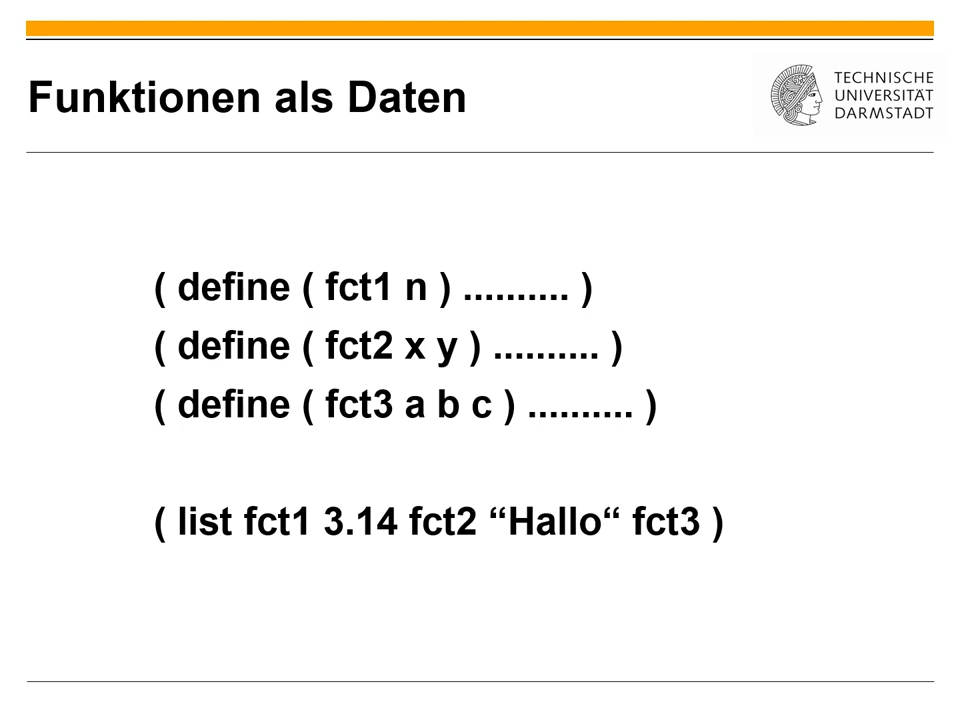 Funktionen als Daten
TECHNISCHE
UNIVERSITÄT
DARMSTADT
( define ( fct1 n ) .......... )
( define ( fct2 x y ) .......... )
( define ( fct3 a b c ) .......... )
( list fct1 3.14 fct2 “Hallo“ fct3 )